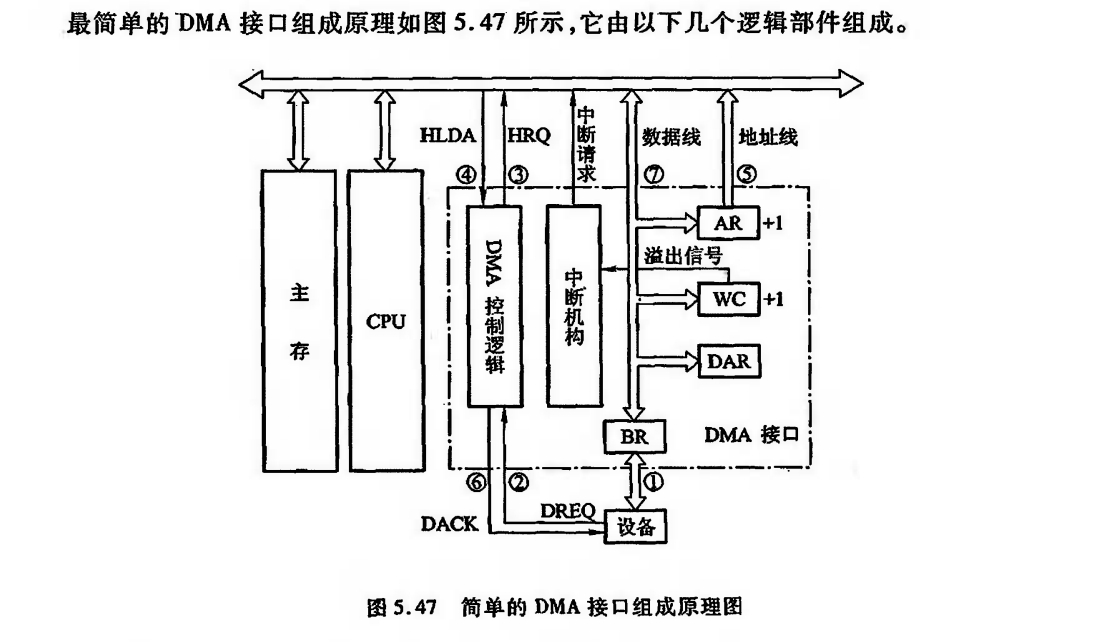 最简单的 DMA 接口组成原理如图 5.47 所示,它由以下几个逻辑部件组成。
HLDA
HRQ
中断请求
数据线
地址线
④
③
⑦
⑤
主存
CPU
DMA 控制逻辑
中断机构
AR
+1
溢出信号
WC
+1
DAR
BR
DMA 接口
⑥
②
①
DACK
DREQ
设备
图 5.47 简单的 DMA 接口组成原理图